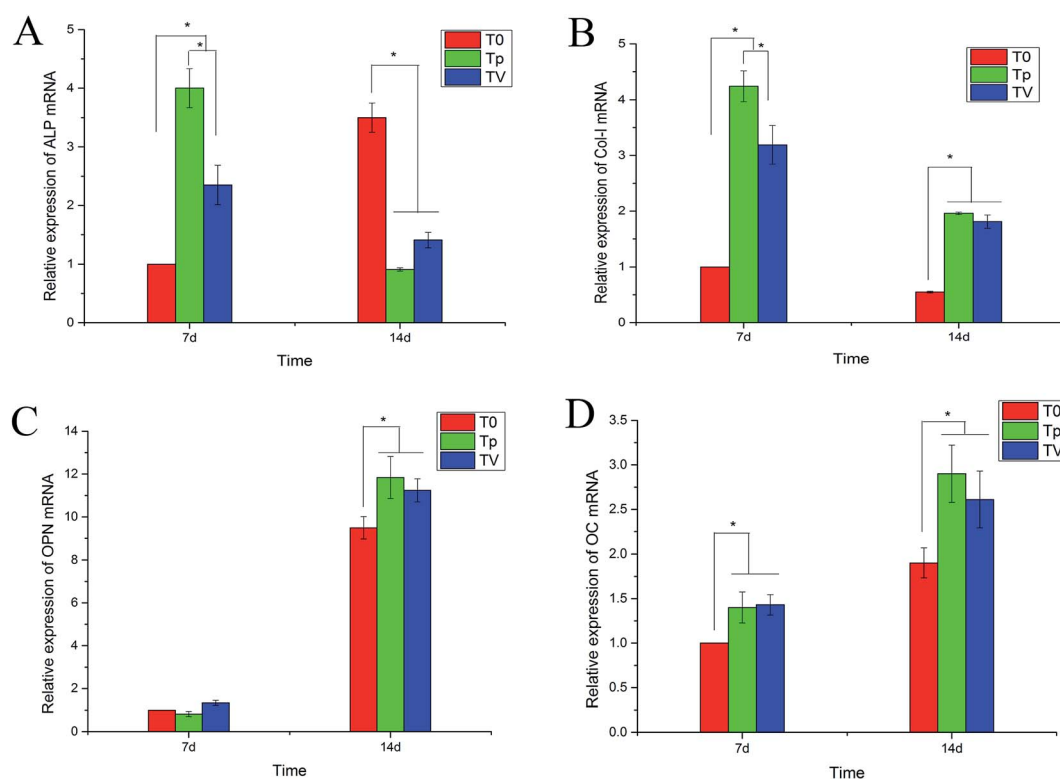 A
Relative expression of ALP mRNA
5
4
3
2
1
0
*
*
*
T0
Tp
TV
7d
14d
Time
B
Relative expression of Col-I mRNA
5
4
3
2
1
0
*
*
*
T0
Tp
TV
7d
14d
Time
C
Relative expression of OPN mRNA
14
12
10
8
6
4
2
0
*
T0
Tp
TV
7d
14d
Time
D
Relative expression of OC mRNA
3.5
3.0
2.5
2.0
1.5
1.0
0.5
0.0
*
*
T0
Tp
TV
7d
14d
Time